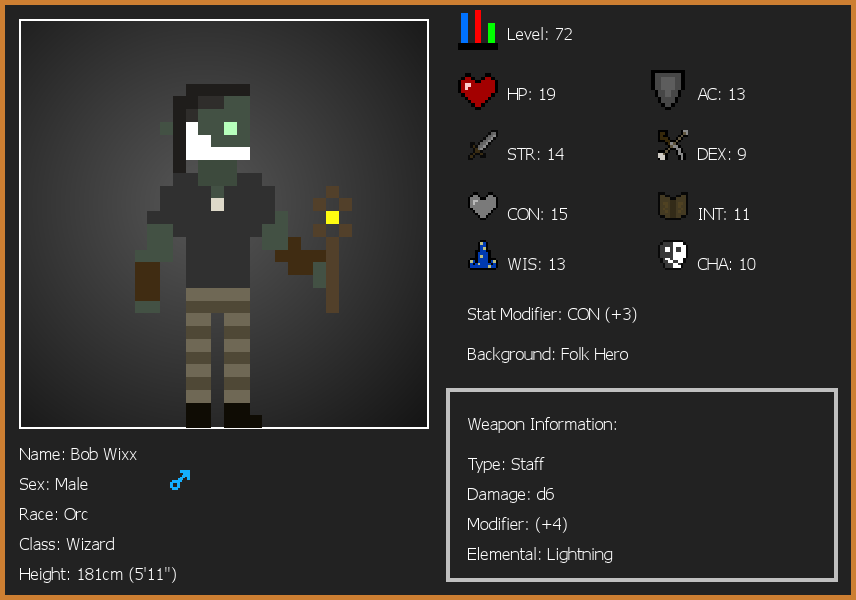 Level: 72
HP: 19
AC: 13
STR: 14
DEX: 9
CON: 15
INT: 11
WIS: 13
CHA: 10
Stat Modifier: CON (+3)
Background: Folk Hero
Weapon Information:
Type: Staff
Damage: d6
Modifier: (+4)
Elemental: Lightning
Name: Bob Wixx
Sex: Male
Race: Orc
Class: Wizard
Height: 181cm (5'11")